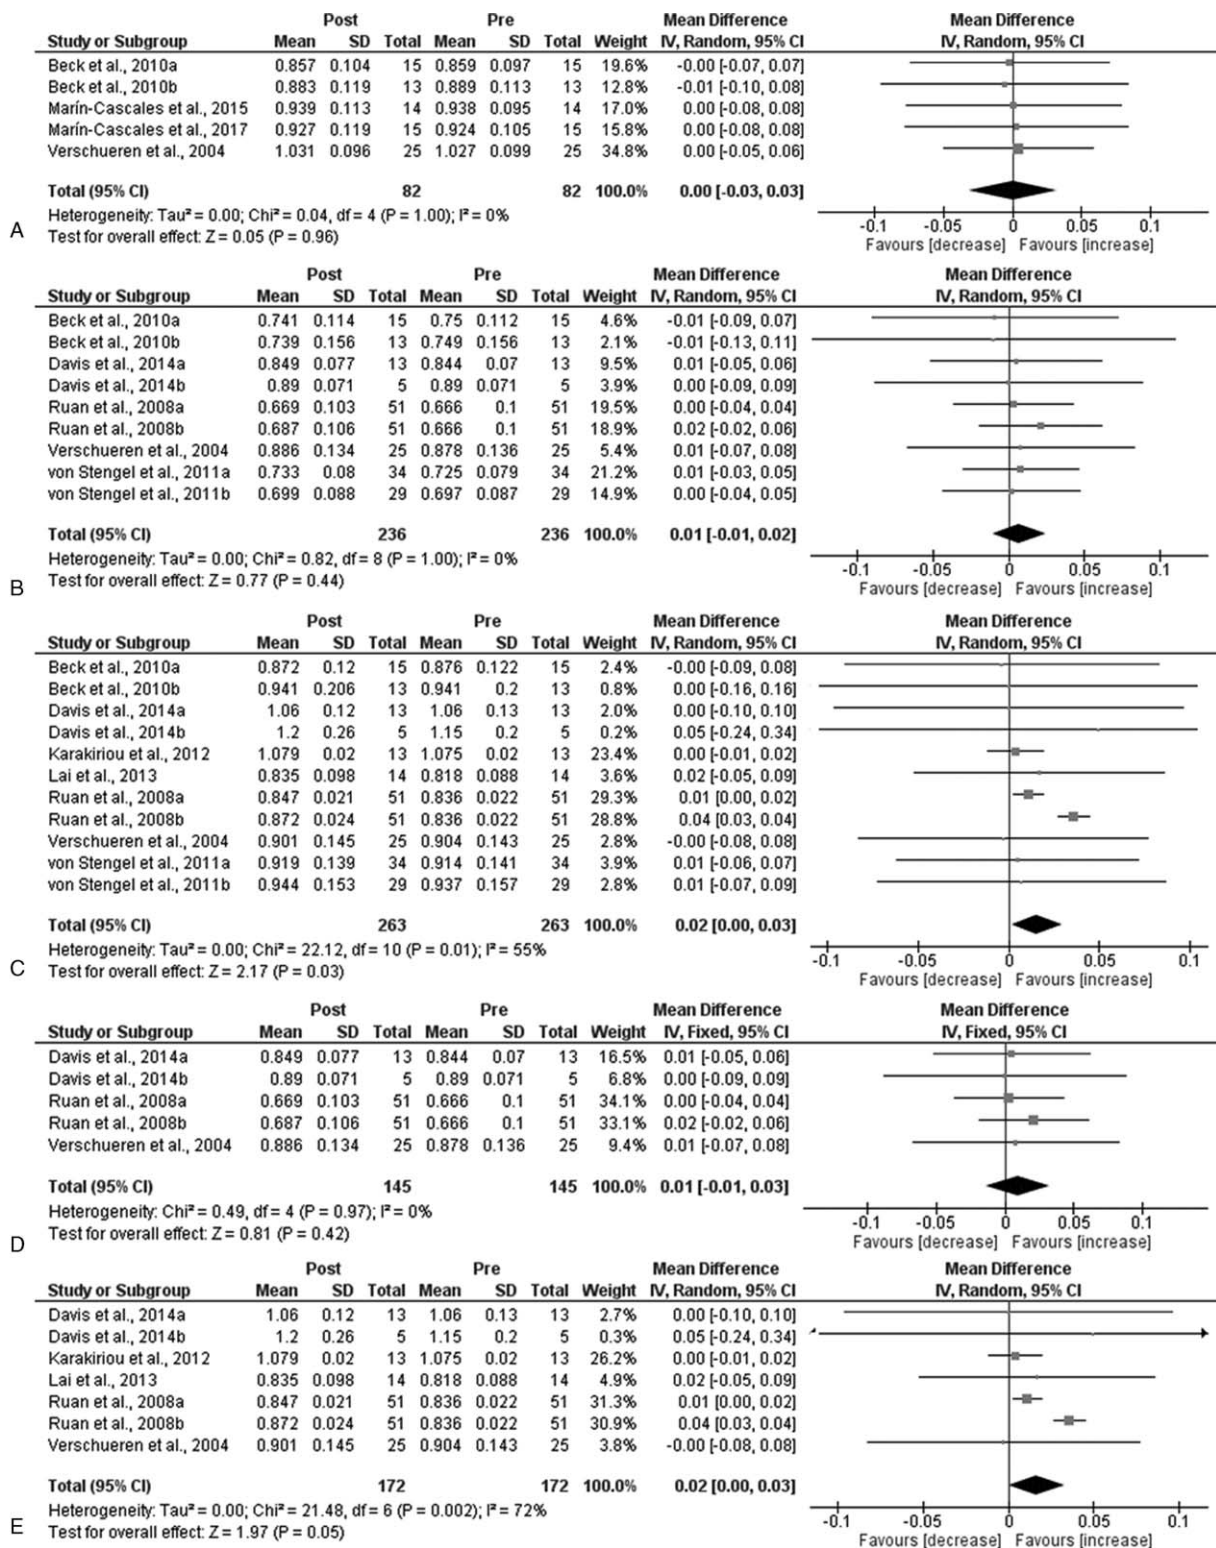 Post Pre Mean Difference Mean Difference
Study or Subgroup Mean SD Total Mean SD Total Weight IV, Random, 95% CI IV, Random, 95% CI
Beck et al., 2010a 0.857 0.104 15 0.859 0.097 15 19.6% -0.00 [-0.07, 0.07]
Beck et al., 2010b 0.883 0.119 13 0.889 0.113 13 12.8% -0.01 [-0.10, 0.08]
Marín-Cascales et al., 2015 0.939 0.113 14 0.938 0.095 14 17.0% 0.00 [-0.08, 0.08]
Marín-Cascales et al., 2017 0.927 0.119 15 0.924 0.105 15 15.8% 0.00 [-0.08, 0.08]
Verschueren et al., 2004 1.031 0.096 25 1.027 0.099 25 34.8% 0.00 [-0.05, 0.06]
Total (95% CI) 82 82 100.0% 0.00 [-0.03, 0.03]
Heterogeneity: Tau² = 0.00; Chi² = 0.04, df = 4 (P = 1.00); I² = 0%
Test for overall effect: Z = 0.05 (P = 0.96)
-0.1 -0.05 0 0.05 0.1
Favours [decrease] Favours [increase]
A
Post Pre Mean Difference Mean Difference
Study or Subgroup Mean SD Total Mean SD Total Weight IV, Random, 95% CI IV, Random, 95% CI
Beck et al., 2010a 0.741 0.114 15 0.75 0.112 15 4.6% -0.01 [-0.09, 0.07]
Beck et al., 2010b 0.739 0.156 13 0.749 0.156 13 2.1% -0.01 [-0.13, 0.11]
Davis et al., 2014a 0.849 0.077 13 0.844 0.07 13 9.5% 0.01 [-0.05, 0.06]
Davis et al., 2014b 0.89 0.071 5 0.89 0.071 5 3.9% 0.00 [-0.09, 0.09]
Ruan et al., 2008a 0.669 0.103 51 0.666 0.1 51 19.5% 0.00 [-0.04, 0.04]
Ruan et al., 2008b 0.687 0.106 51 0.666 0.1 51 18.9% 0.02 [-0.02, 0.06]
Verschueren et al., 2004 0.886 0.134 25 0.878 0.136 25 5.4% 0.01 [-0.07, 0.08]
von Stengel et al., 2011a 0.733 0.08 34 0.725 0.079 34 21.2% 0.01 [-0.03, 0.05]
von Stengel et al., 2011b 0.699 0.088 29 0.697 0.087 29 14.9% 0.00 [-0.04, 0.05]
Total (95% CI) 236 236 100.0% 0.01 [-0.01, 0.02]
Heterogeneity: Tau² = 0.00; Chi² = 0.82, df = 8 (P = 1.00); I² = 0%
Test for overall effect: Z = 0.77 (P = 0.44)
-0.1 -0.05 0 0.05 0.1
Favours [decrease] Favours [increase]
B
Post Pre Mean Difference Mean Difference
Study or Subgroup Mean SD Total Mean SD Total Weight IV, Random, 95% CI IV, Random, 95% CI
Beck et al., 2010a 0.872 0.12 15 0.876 0.122 15 2.4% -0.00 [-0.09, 0.08]
Beck et al., 2010b 0.941 0.206 13 0.941 0.2 13 0.8% 0.00 [-0.16, 0.16]
Davis et al., 2014a 1.06 0.12 13 1.06 0.13 13 2.0% 0.00 [-0.10, 0.10]
Davis et al., 2014b 1.2 0.26 5 1.15 0.2 5 0.2% 0.05 [-0.24, 0.34]
Karakiriou et al., 2012 1.079 0.02 13 1.075 0.02 13 23.4% 0.00 [-0.01, 0.02]
Lai et al., 2013 0.835 0.098 14 0.818 0.088 14 3.6% 0.02 [-0.05, 0.09]
Ruan et al., 2008a 0.847 0.021 51 0.836 0.022 51 29.3% 0.01 [0.00, 0.02]
Ruan et al., 2008b 0.872 0.024 51 0.836 0.022 51 28.8% 0.04 [0.03, 0.04]
Verschueren et al., 2004 0.901 0.145 25 0.904 0.143 25 2.8% -0.00 [-0.08, 0.08]
von Stengel et al., 2011a 0.919 0.139 34 0.914 0.141 34 3.9% 0.01 [-0.06, 0.07]
von Stengel et al., 2011b 0.944 0.153 29 0.937 0.157 29 2.8% 0.01 [-0.07, 0.09]
Total (95% CI) 263 263 100.0% 0.02 [0.00, 0.03]
Heterogeneity: Tau² = 0.00; Chi² = 22.12, df = 10 (P = 0.01); I² = 55%
Test for overall effect: Z = 2.17 (P = 0.03)
-0.1 -0.05 0 0.05 0.1
Favours [decrease] Favours [increase]
C
Post Pre Mean Difference Mean Difference
Study or Subgroup Mean SD Total Mean SD Total Weight IV, Fixed, 95% CI IV, Fixed, 95% CI
Davis et al., 2014a 0.849 0.077 13 0.844 0.07 13 16.5% 0.01 [-0.05, 0.06]
Davis et al., 2014b 0.89 0.071 5 0.89 0.071 5 6.8% 0.00 [-0.09, 0.09]
Ruan et al., 2008a 0.669 0.103 51 0.666 0.1 51 34.1% 0.00 [-0.04, 0.04]
Ruan et al., 2008b 0.687 0.106 51 0.666 0.1 51 33.1% 0.02 [-0.02, 0.06]
Verschueren et al., 2004 0.886 0.134 25 0.878 0.136 25 9.4% 0.01 [-0.07, 0.08]
Total (95% CI) 145 145 100.0% 0.01 [-0.01, 0.03]
Heterogeneity: Chi² = 0.49, df = 4 (P = 0.97); I² = 0%
Test for overall effect: Z = 0.81 (P = 0.42)
-0.1 -0.05 0 0.05 0.1
Favours [decrease] Favours [increase]
D
Post Pre Mean Difference Mean Difference
Study or Subgroup Mean SD Total Mean SD Total Weight IV, Random, 95% CI IV, Random, 95% CI
Davis et al., 2014a 1.06 0.12 13 1.06 0.13 13 2.7% 0.00 [-0.10, 0.10]
Davis et al., 2014b 1.2 0.26 5 1.15 0.2 5 0.3% 0.05 [-0.24, 0.34]
Karakiriou et al., 2012 1.079 0.02 13 1.075 0.02 13 26.2% 0.00 [-0.01, 0.02]
Lai et al., 2013 0.835 0.098 14 0.818 0.088 14 4.9% 0.02 [-0.05, 0.09]
Ruan et al., 2008a 0.847 0.021 51 0.836 0.022 51 31.3% 0.01 [0.00, 0.02]
Ruan et al., 2008b 0.872 0.024 51 0.836 0.022 51 30.9% 0.04 [0.03, 0.04]
Verschueren et al., 2004 0.901 0.145 25 0.904 0.143 25 3.8% -0.00 [-0.08, 0.08]
Total (95% CI) 172 172 100.0% 0.02 [0.00, 0.03]
Heterogeneity: Tau² = 0.00; Chi² = 21.48, df = 6 (P = 0.002); I² = 72%
Test for overall effect: Z = 1.97 (P = 0.05)
-0.1 -0.05 0 0.05 0.1
Favours [decrease] Favours [increase]
E